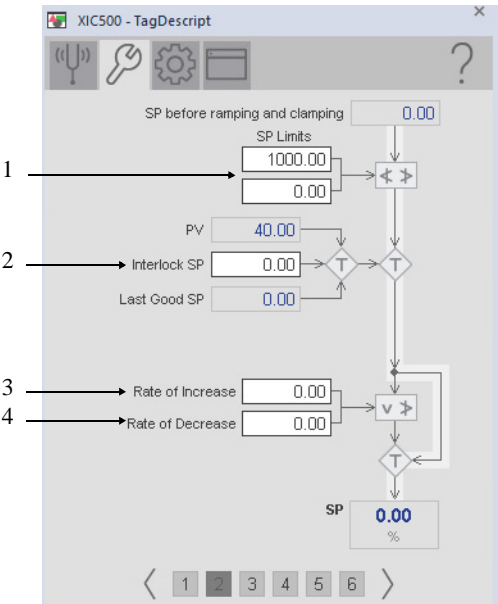 XIC500 - TagDescript ×
?
SP before ramping and clamping 0.00
SP Limits
1 1000.00
0.00
PV 40.00
2 Interlock SP 0.00 T T
Last Good SP 0.00
3 Rate of Increase 0.00
4 Rate of Decrease 0.00 v
T
SP 0.00
%
1 2 3 4 5 6